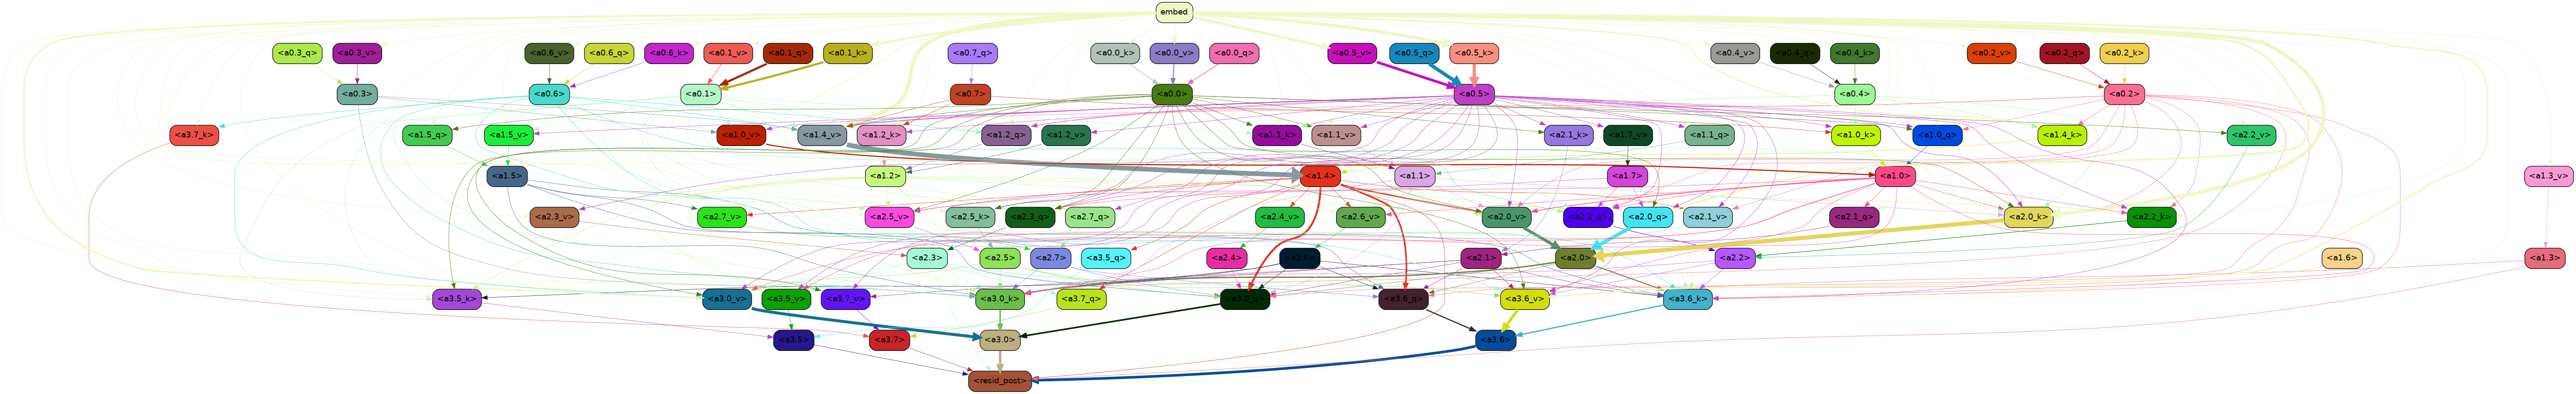 embed
<a0.3_q> <a0.3_v> <a0.6_v> <a0.6_q> <a0.6_k> <a0.1_v> <a0.1_q> <a0.1_k> <a0.7_q> <a0.0_k> <a0.0_v> <a0.0_q> <a0.5_v> <a0.5_q> <a0.5_k> <a0.4_v> <a0.4_q> <a0.4_k> <a0.2_v> <a0.2_q> <a0.2_k>
<a0.3> <a0.6> <a0.1> <a0.7> <a0.0> <a0.5> <a0.4> <a0.2>
<a3.7_k> <a1.5_q> <a1.5_v> <a1.0_v> <a1.4_v> <a1.2_k> <a1.2_q> <a1.2_v> <a1.1_k> <a1.1_v> <a2.1_k> <a1.7_v> <a1.1_q> <a1.0_k> <a1.0_q> <a1.4_k> <a2.2_v>
<a1.5> <a1.2> <a1.4> <a1.1> <a1.7> <a1.0> <a1.3_v>
<a2.3_v> <a2.7_v> <a2.5_v> <a2.5_k> <a2.3_q> <a2.7_q> <a2.4_v> <a2.6_v> <a2.0_v> <a2.2_q> <a2.0_q> <a2.1_v> <a2.1_q> <a2.0_k> <a2.2_k>
<a2.3> <a2.5> <a2.7> <a3.5_q> <a2.4> <a2.6> <a2.1> <a2.0> <a2.2> <a1.6> <a1.3>
<a3.5_k> <a3.0_v> <a3.5_v> <a3.7_v> <a3.0_k> <a3.7_q> <a3.0_q> <a3.6_q> <a3.6_v> <a3.6_k>
<a3.5> <a3.7> <a3.0> <a3.6>
<resid_post>